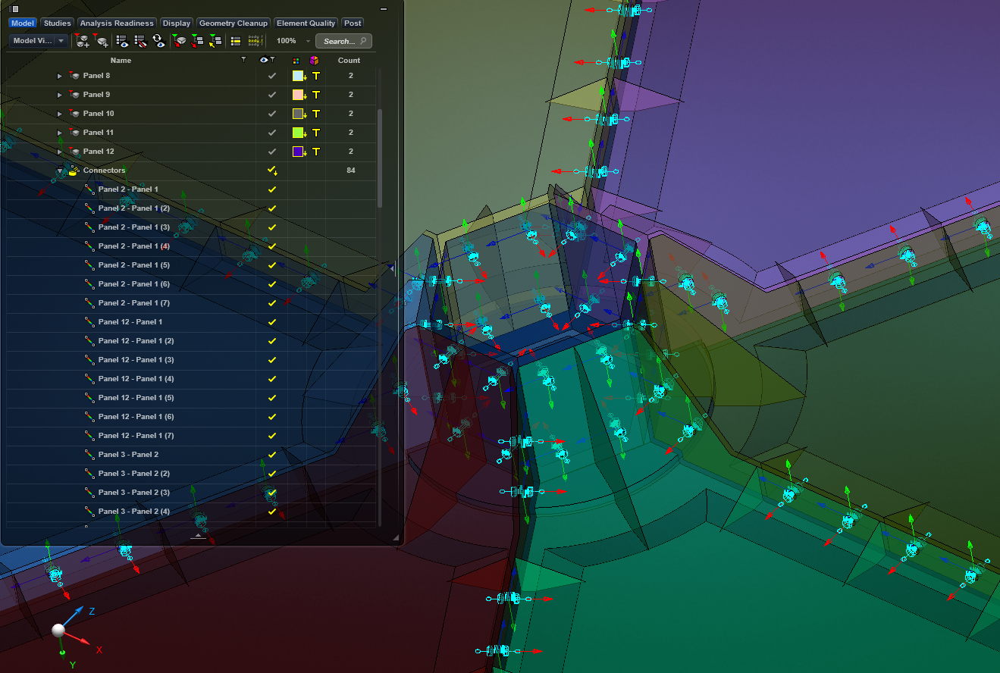 Model Studies Analysis Readiness Display Geometry Cleanup Element Quality Post
Model Vi... 100% Search...
Name Count
Panel 8 2
Panel 9 2
Panel 10 2
Panel 11 2
Panel 12 2
Connectors 84
Panel 2 - Panel 1
Panel 2 - Panel 1 (2)
Panel 2 - Panel 1 (3)
Panel 2 - Panel 1 (4)
Panel 2 - Panel 1 (5)
Panel 2 - Panel 1 (6)
Panel 2 - Panel 1 (7)
Panel 12 - Panel 1
Panel 12 - Panel 1 (2)
Panel 12 - Panel 1 (3)
Panel 12 - Panel 1 (4)
Panel 12 - Panel 1 (5)
Panel 12 - Panel 1 (6)
Panel 12 - Panel 1 (7)
Panel 3 - Panel 2
Panel 3 - Panel 2 (2)
Panel 3 - Panel 2 (3)
Panel 3 - Panel 2 (4)
Z
X
Y